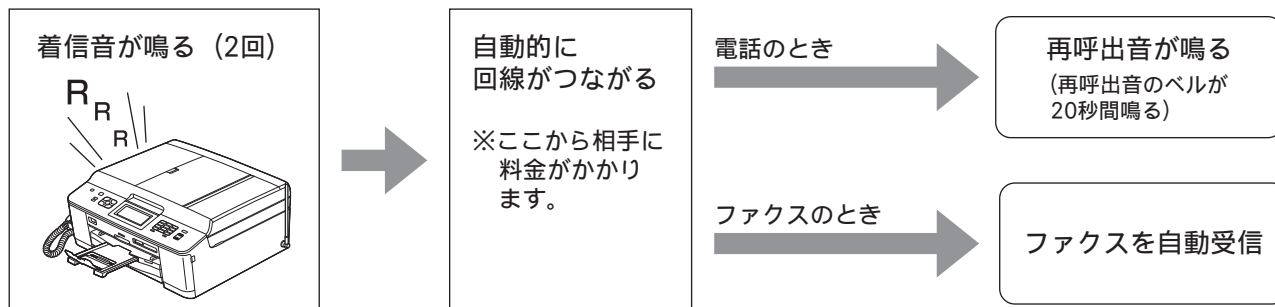 着信音が鳴る（2回）
R
R
R
自動的に
回線がつながる
※ここから相手に
料金がかかり
ます。
電話のとき
再呼出音が鳴る
（再呼出音のベルが
20秒間鳴る）
ファクスのとき
ファクスを自動受信